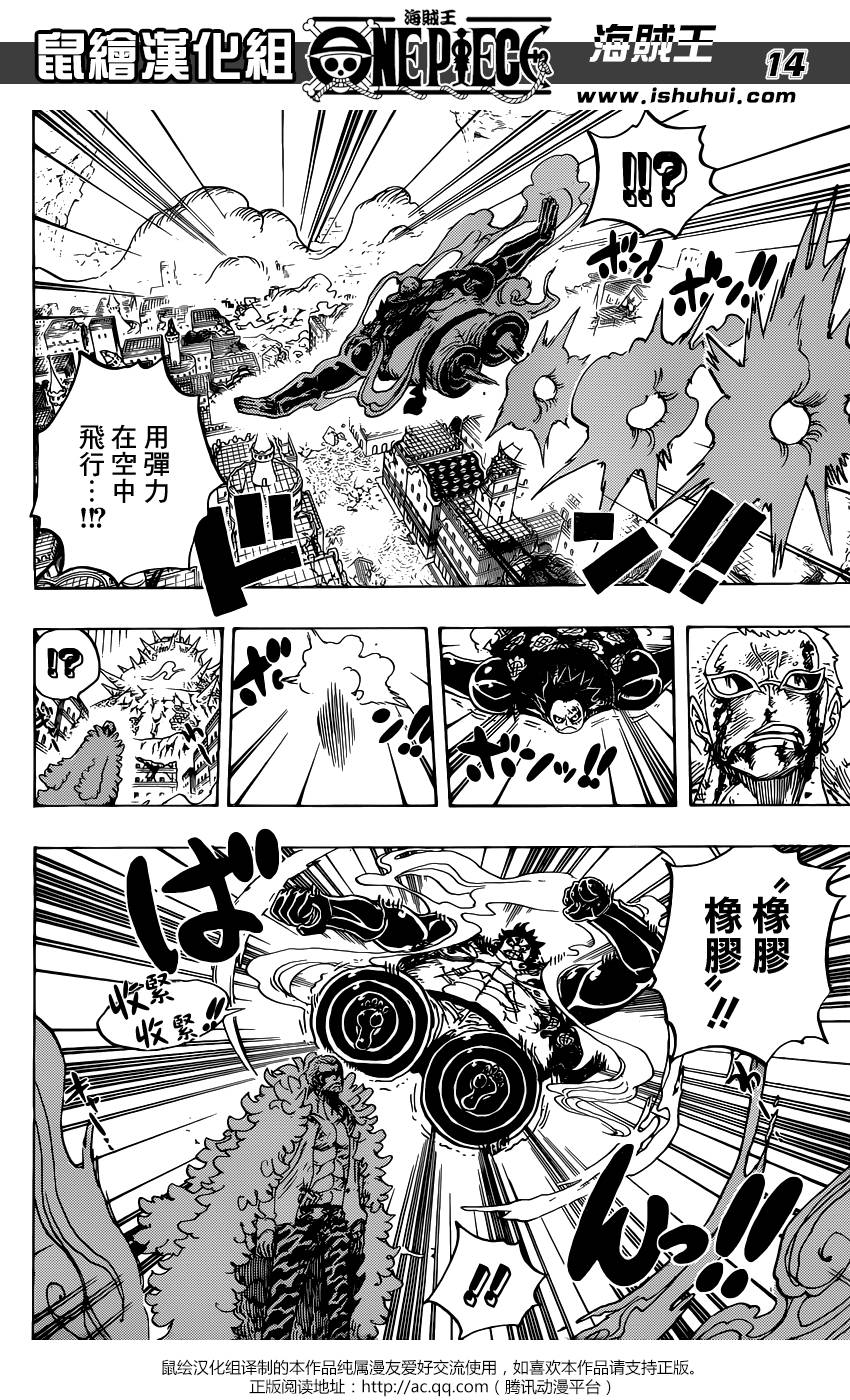 鼠繪漢化組
海賊王
ONE PIECE
海賊王
14
www.ishuhui.com
!!?
ボン!
ボンッ!
用彈力
在空中
飛行…
!!?
ドン!!
!?
ボンッ!!
ばんっ!!
〝橡膠
橡膠〞!!
收緊
收緊!!
!!
鼠绘汉化组译制的本作品纯属漫友爱好交流使用，如喜欢本作品请支持正版。
正版阅读地址：http://ac.qq.com（腾讯动漫平台）